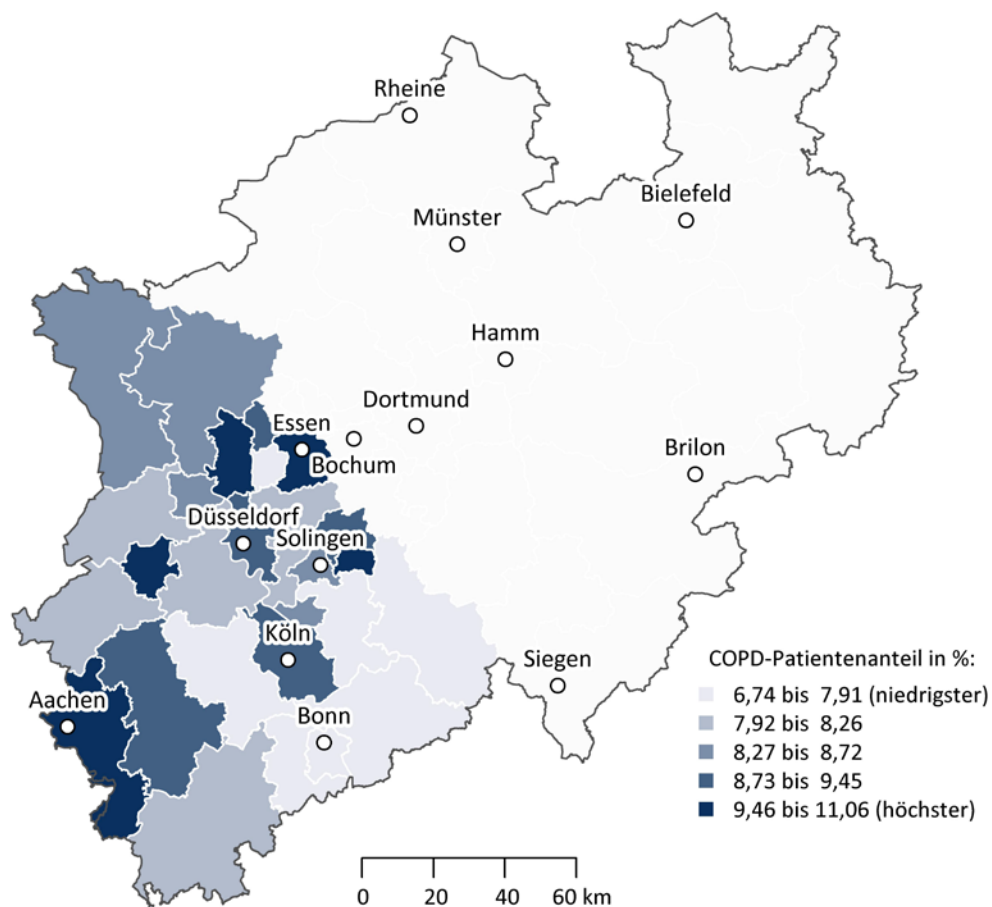 Rheine
Bielefeld
Münster
Hamm
Dortmund
Essen
Bochum
Brilon
Düsseldorf
Solingen
Köln
Siegen
Aachen
Bonn
COPD-Patientenanteil in %:
6,74 bis 7,91 (niedrigster)
7,92 bis 8,26
8,27 bis 8,72
8,73 bis 9,45
9,46 bis 11,06 (höchster)
0 20 40 60 km